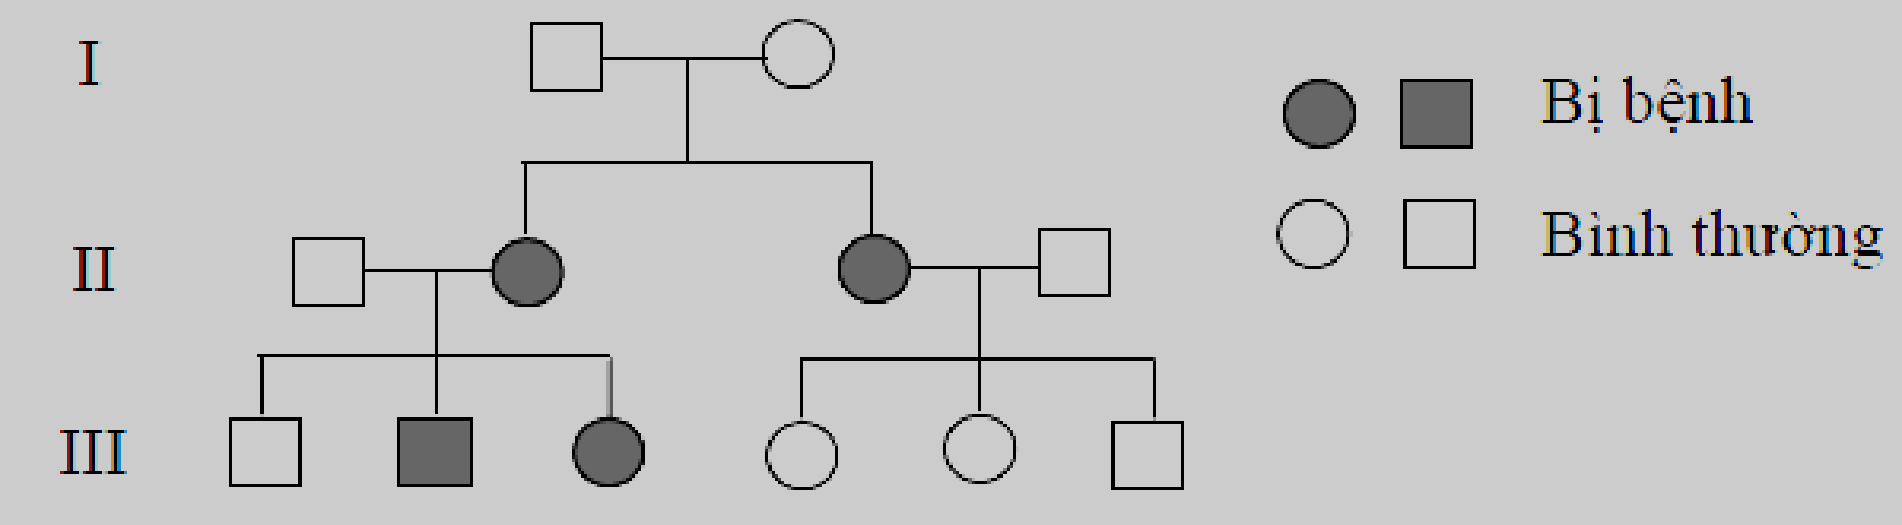 I
Bị bệnh
Bình thường
II
III